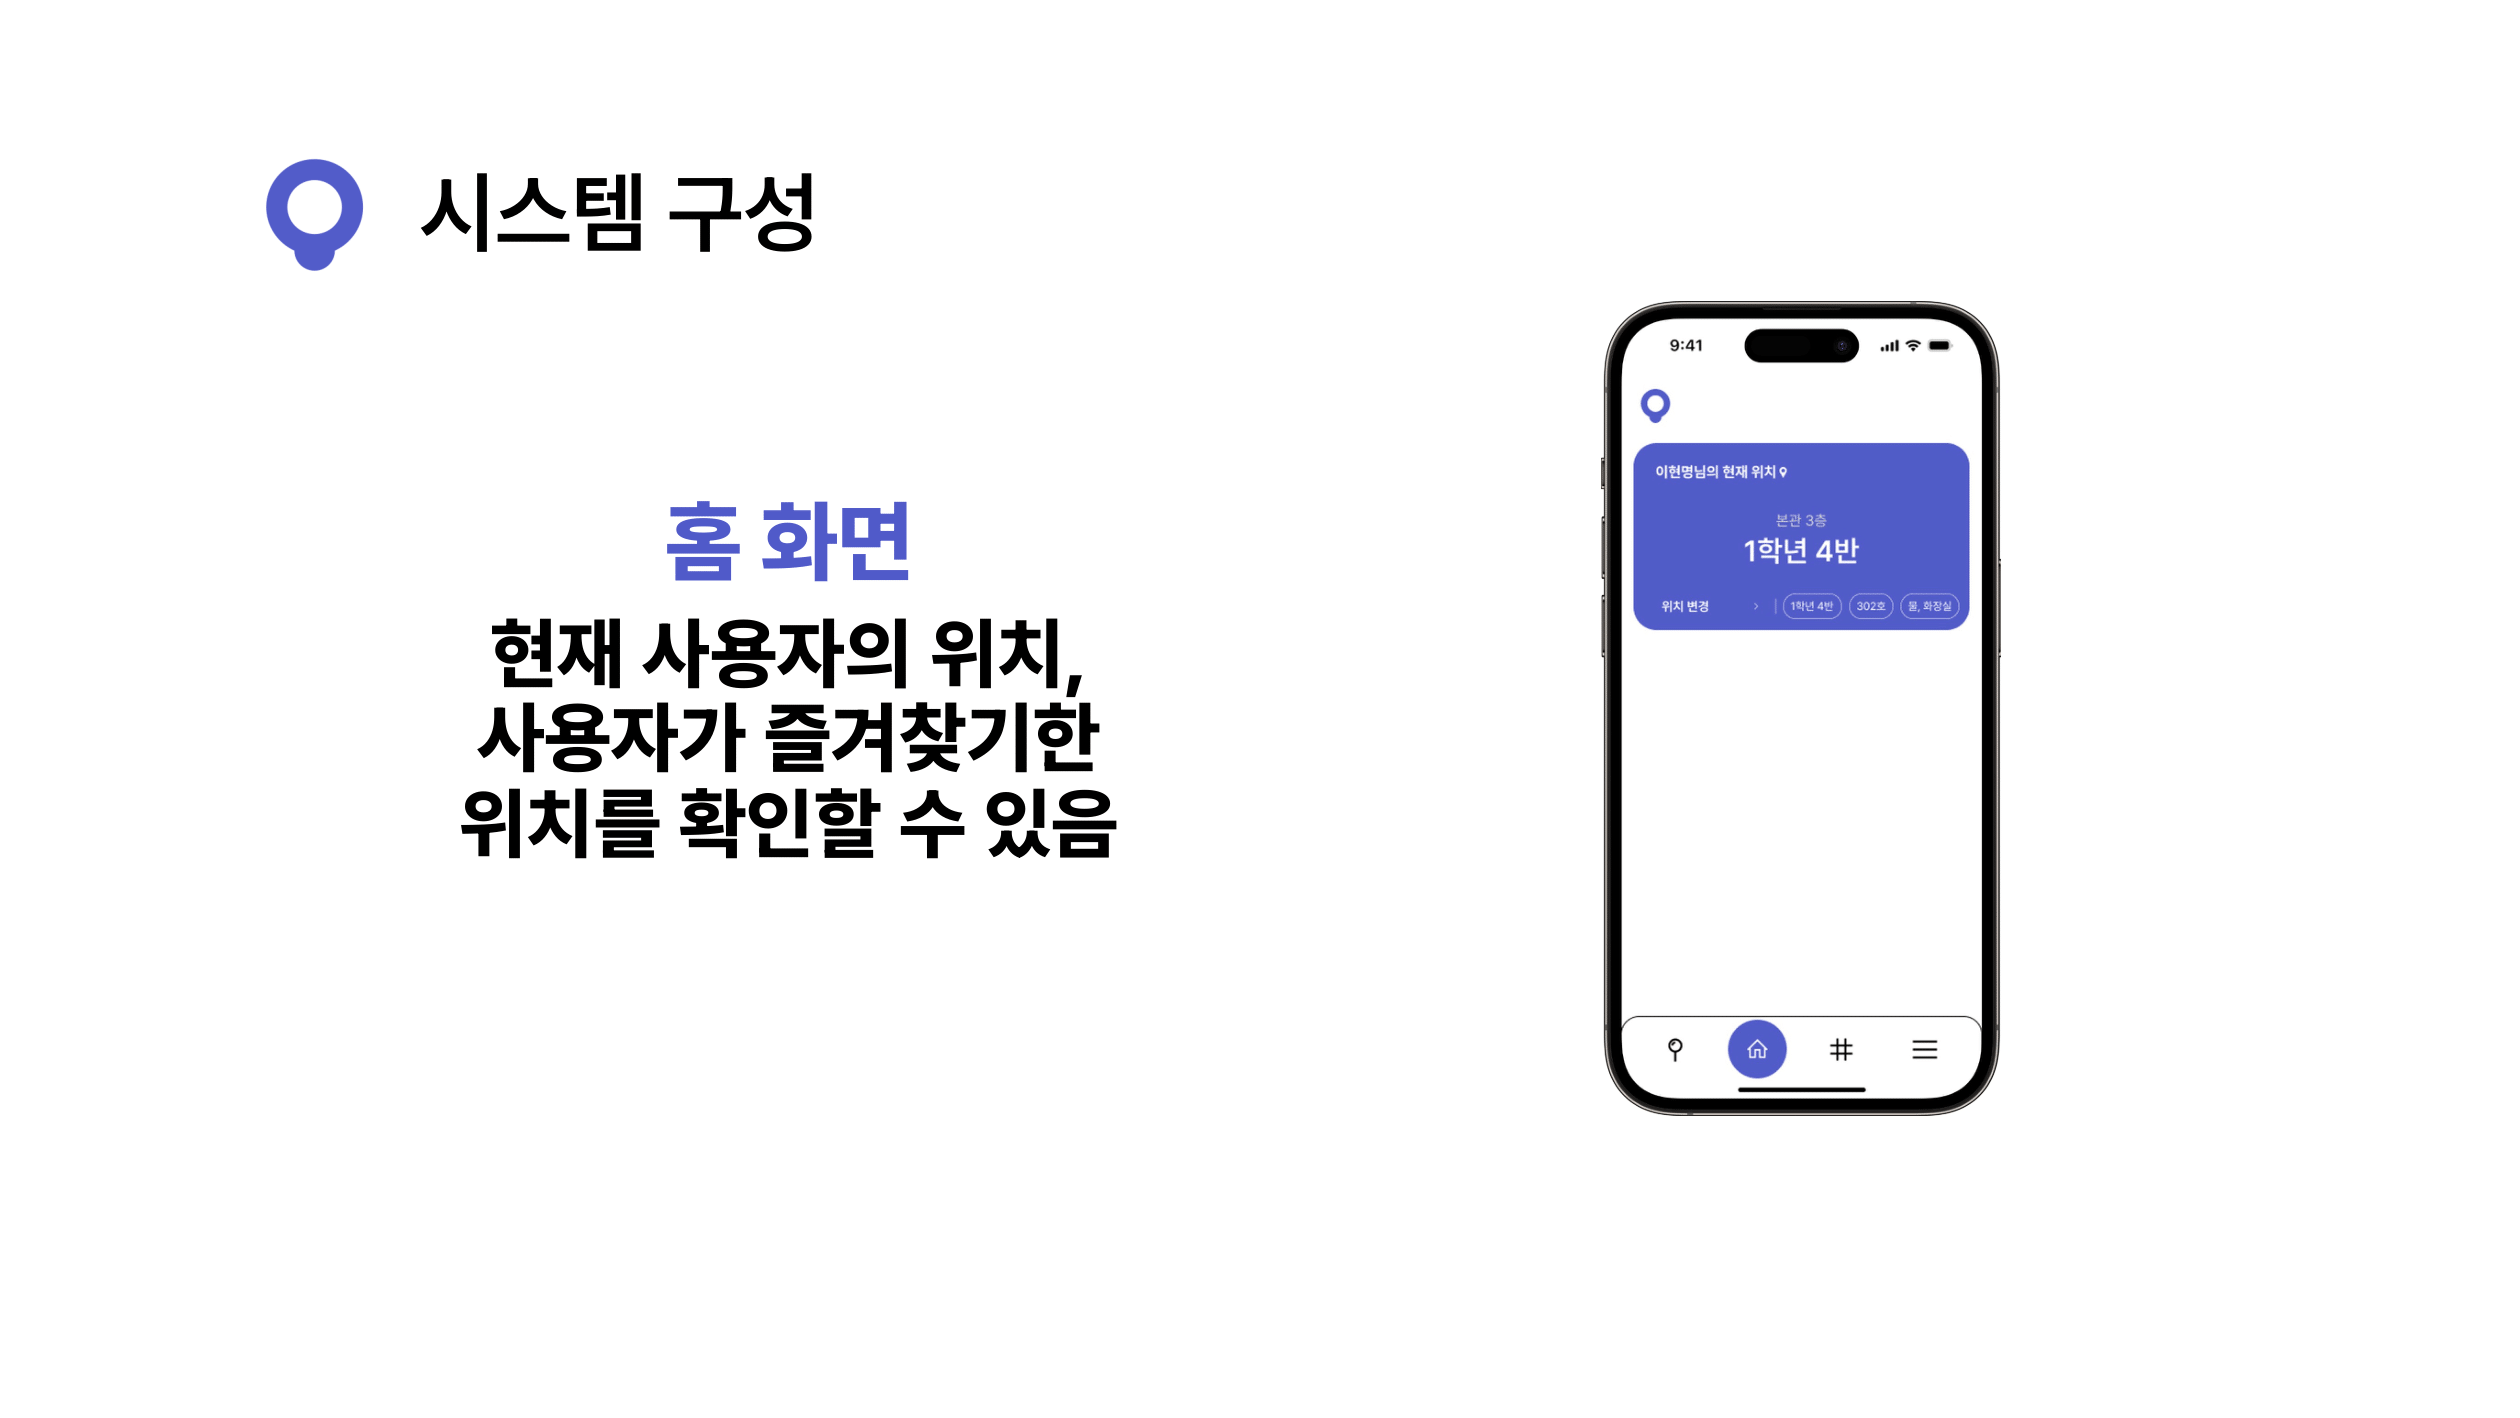 시스템 구성
홈 화면
현재 사용자의 위치,
사용자가 즐겨찾기한
위치를 확인할 수 있음
9:41
이현명님의 현재 위치
본관 3층
1학년 4반
위치 변경
1학년 4반
302호
물, 화장실